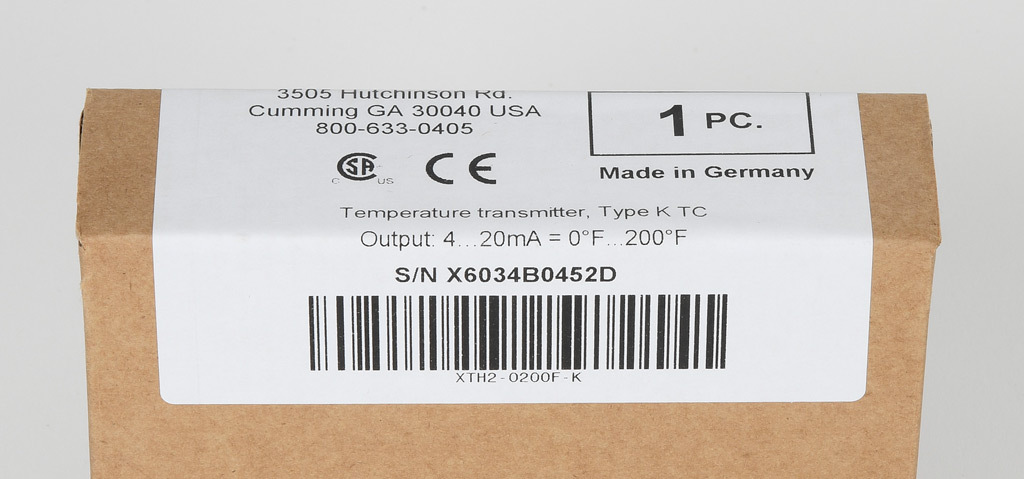 3505 Hutchinson Rd.
Cumming GA 30040 USA
800-633-0405
1 PC.
Made in Germany
CSA
C US
CE
Temperature transmitter, Type K TC
Output: 4...20mA = 0°F...200°F
S/N X6034B0452D
XTH2-0200F-K